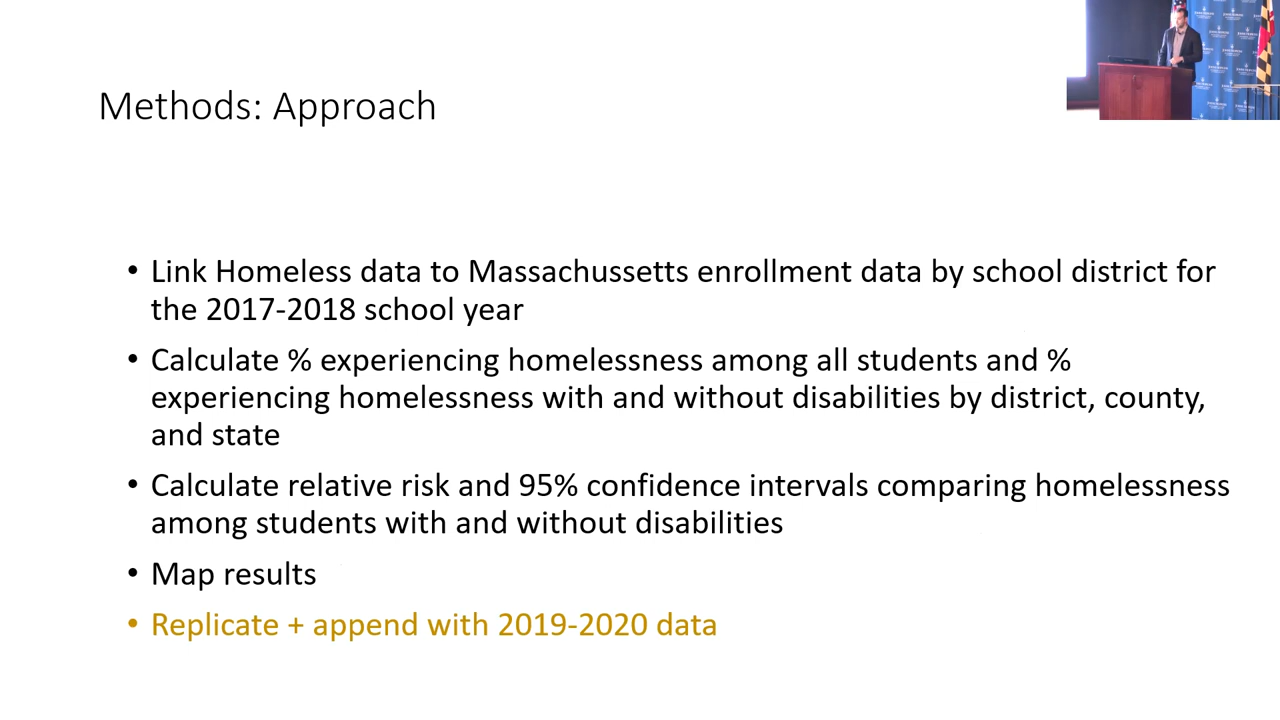 Methods: Approach
• Link Homeless data to Massachussetts enrollment data by school district for
the 2017-2018 school year
• Calculate % experiencing homelessness among all students and %
experiencing homelessness with and without disabilities by district, county,
and state
• Calculate relative risk and 95% confidence intervals comparing homelessness
among students with and without disabilities
• Map results
• Replicate + append with 2019-2020 data